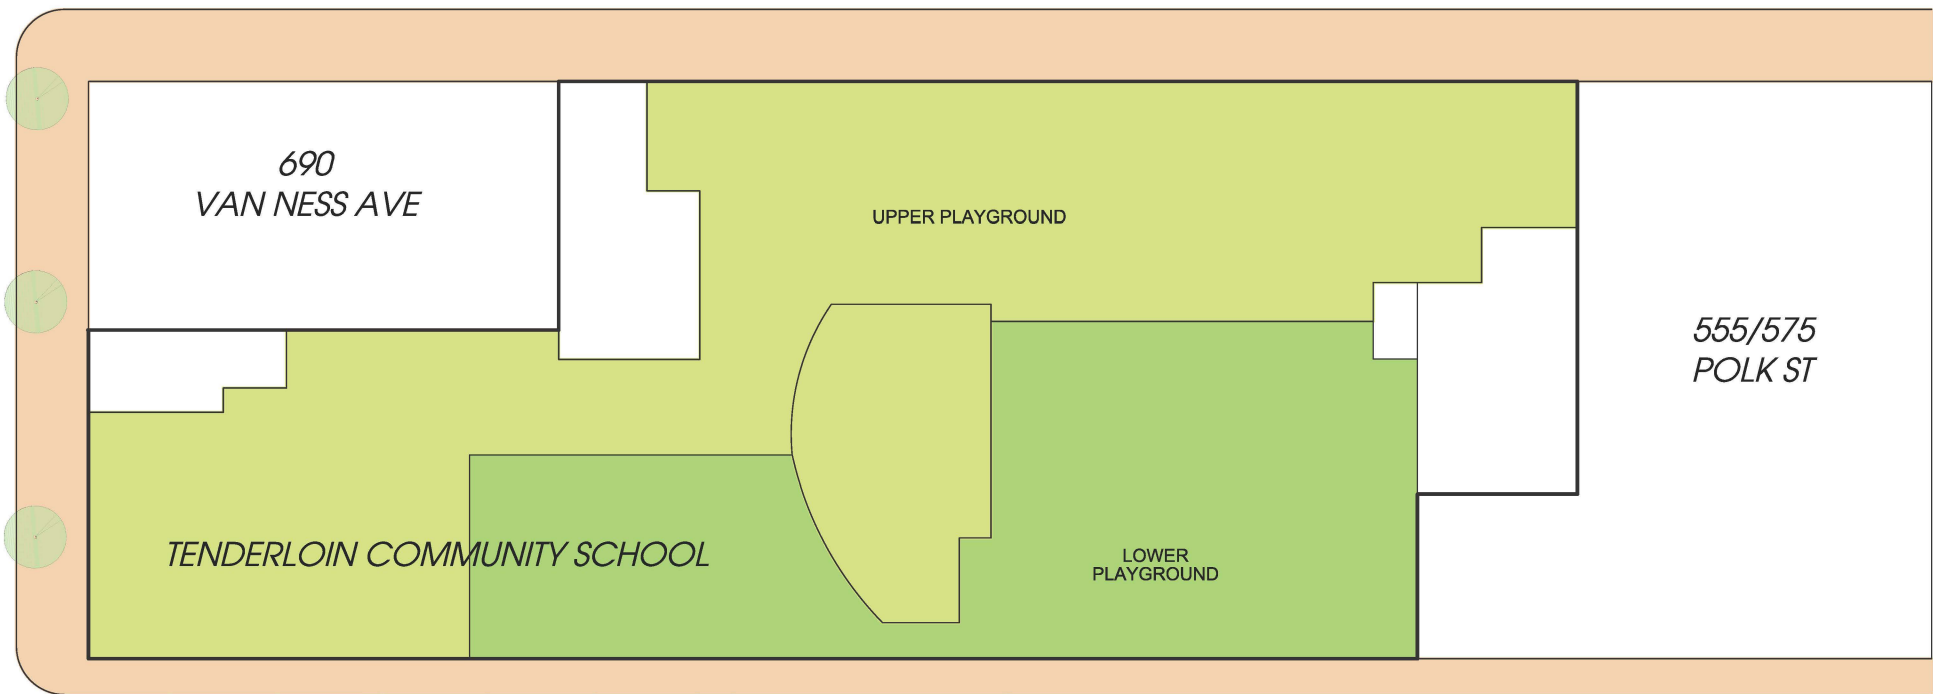 690
VAN NESS AVE
UPPER PLAYGROUND
555/575
POLK ST
TENDERLOIN COMMUNITY SCHOOL
LOWER
PLAYGROUND